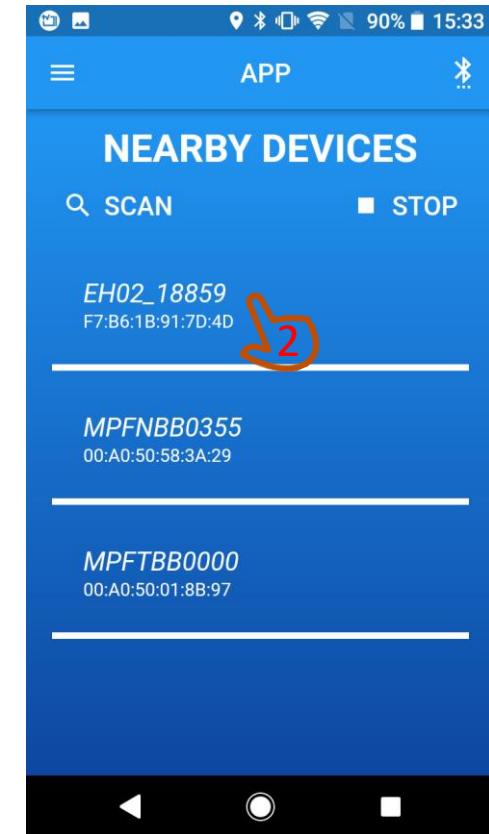 90% 15:33
APP
NEARBY DEVICES
SCAN STOP
EH02_18859
F7:B6:1B:91:7D:4D
2
MPFNBB0355
00:A0:50:58:3A:29
MPFTBB0000
00:A0:50:01:8B:97